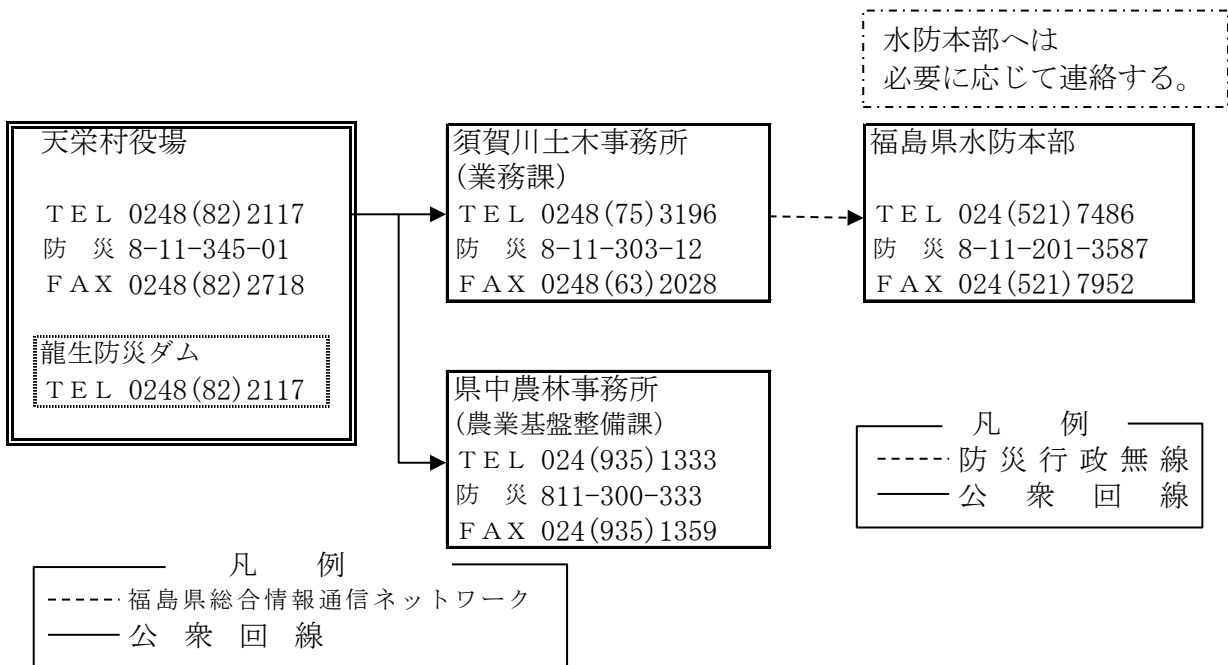 水防本部へは
必要に応じて連絡する。
天栄村役場
ＴＥＬ 0248(82)2117
防　災 8-11-345-01
ＦＡＸ 0248(82)2718
龍生防災ダム
ＴＥＬ 0248(82)2117
須賀川土木事務所
(業務課)
ＴＥＬ 0248(75)3196
防　災 8-11-303-12
ＦＡＸ 0248(63)2028
福島県水防本部
ＴＥＬ 024(521)7486
防　災 8-11-201-3587
ＦＡＸ 024(521)7952
県中農林事務所
(農業基盤整備課)
ＴＥＬ 024(935)1333
防　災 811-300-333
ＦＡＸ 024(935)1359
凡　例
防災行政無線
公衆回線
凡　例
福島県総合情報通信ネットワーク
公衆回線